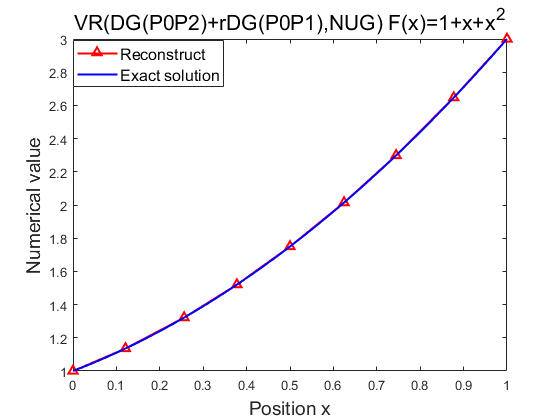 VR(DG(P0P2)+rDG(P0P1),NUG) F(x)=1+x+x²
Reconstruct
Exact solution
Numerical value
3
2.8
2.6
2.4
2.2
2
1.8
1.6
1.4
1.2
1
0 0.1 0.2 0.3 0.4 0.5 0.6 0.7 0.8 0.9 1
Position x